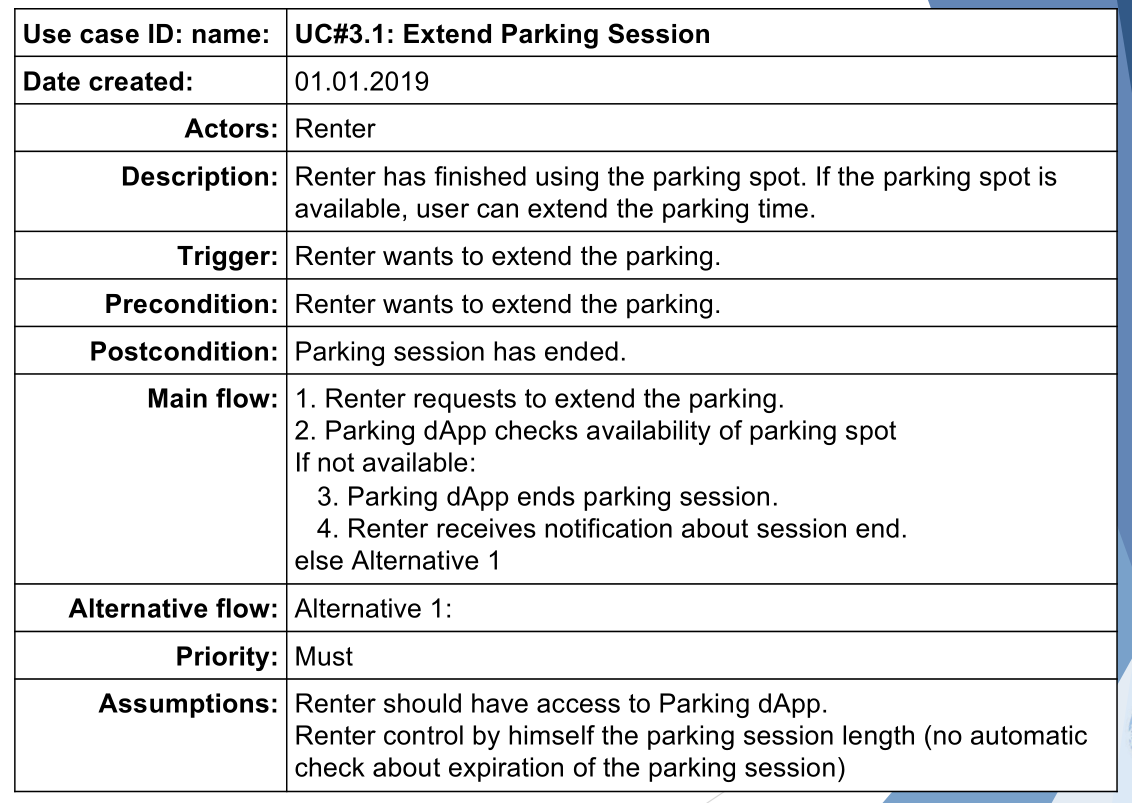 Use case ID: name: UC#3.1: Extend Parking Session
Date created: 01.01.2019
Actors: Renter
Description: Renter has finished using the parking spot. If the parking spot is
available, user can extend the parking time.
Trigger: Renter wants to extend the parking.
Precondition: Renter wants to extend the parking.
Postcondition: Parking session has ended.
Main flow: 1. Renter requests to extend the parking.
2. Parking dApp checks availability of parking spot
If not available:
3. Parking dApp ends parking session.
4. Renter receives notification about session end.
else Alternative 1
Alternative flow: Alternative 1:
Priority: Must
Assumptions: Renter should have access to Parking dApp.
Renter control by himself the parking session length (no automatic
check about expiration of the parking session)